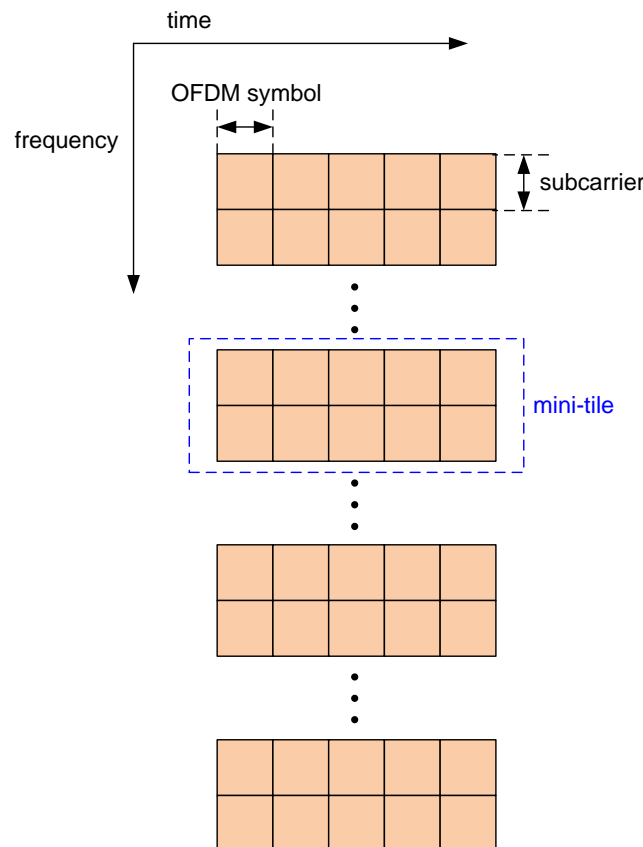 time
OFDM symbol
frequency
subcarrier
mini-tile